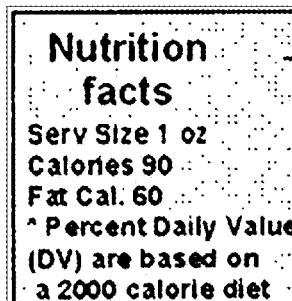 Nutrition
facts
Serv Size 1 oz
Calories 90
Fat Cal. 60
* Percent Daily Value
(DV) are based on
a 2000 calorie diet